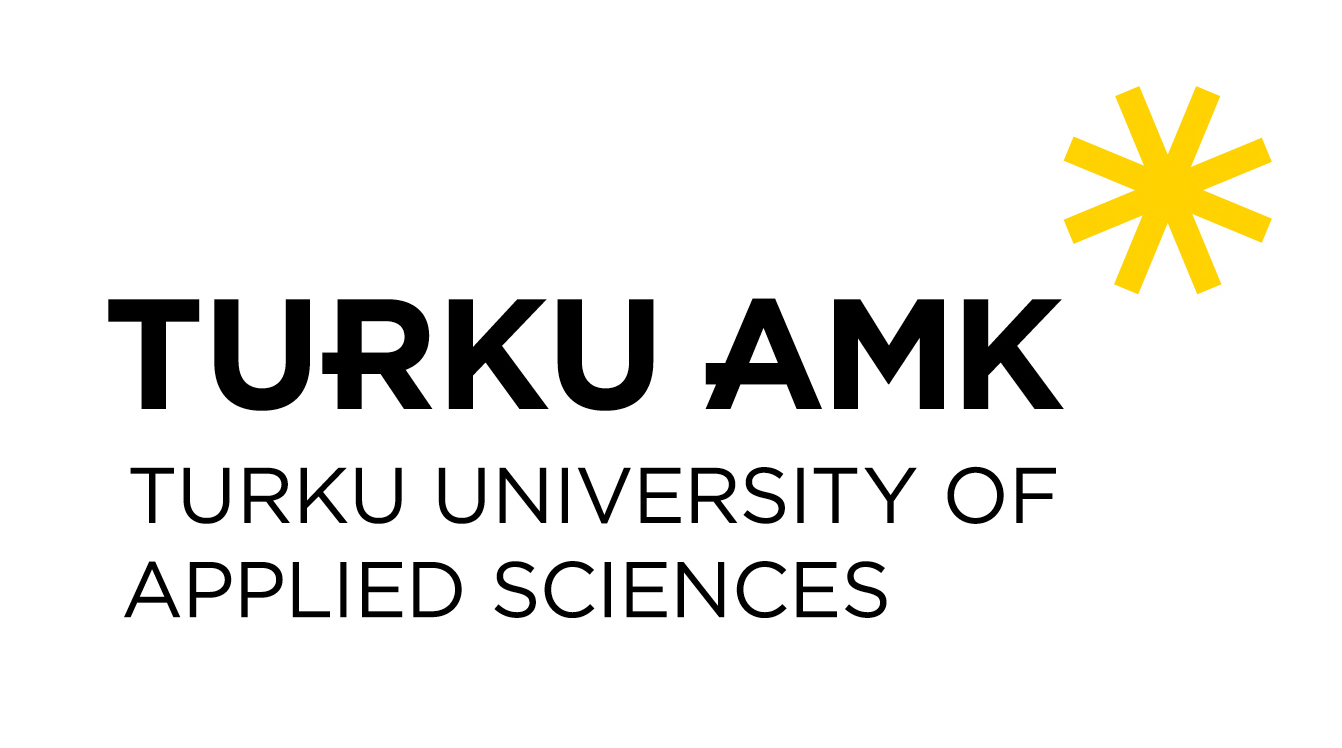 TURKU AMK
TURKU UNIVERSITY OF
APPLIED SCIENCES